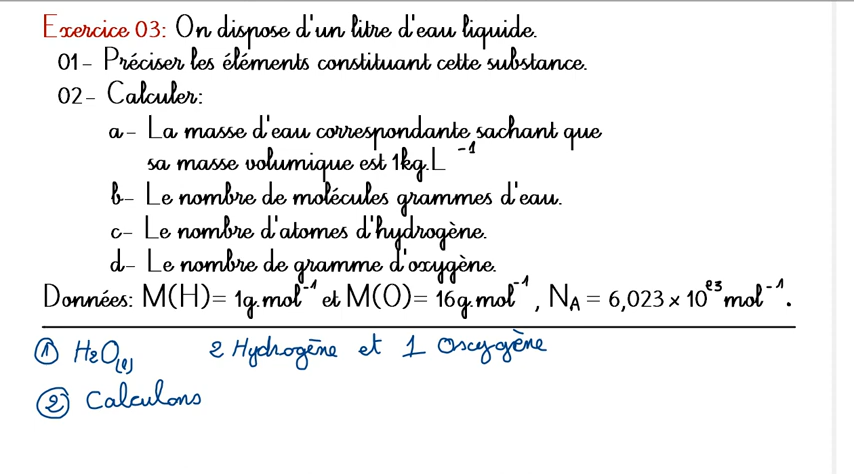 Exercice 03: On dispose d'un litre d'eau liquide.
01- Préciser les éléments constituant cette substance.
02- Calculer:
a- La masse d'eau correspondante sachant que
sa masse volumique est 1kg.L⁻¹
b- Le nombre de molécules grammes d'eau.
c- Le nombre d'atomes d'hydrogène.
d- Le nombre de gramme d'oxygène.
Données: M(H)= 1g.mol⁻¹ et M(O)= 16g.mol⁻¹, N_A = 6,023 × 10²³ mol⁻¹.
① H₂O₍ₗ₎ 2 Hydrogène et 1 Oxygène
② Calculons